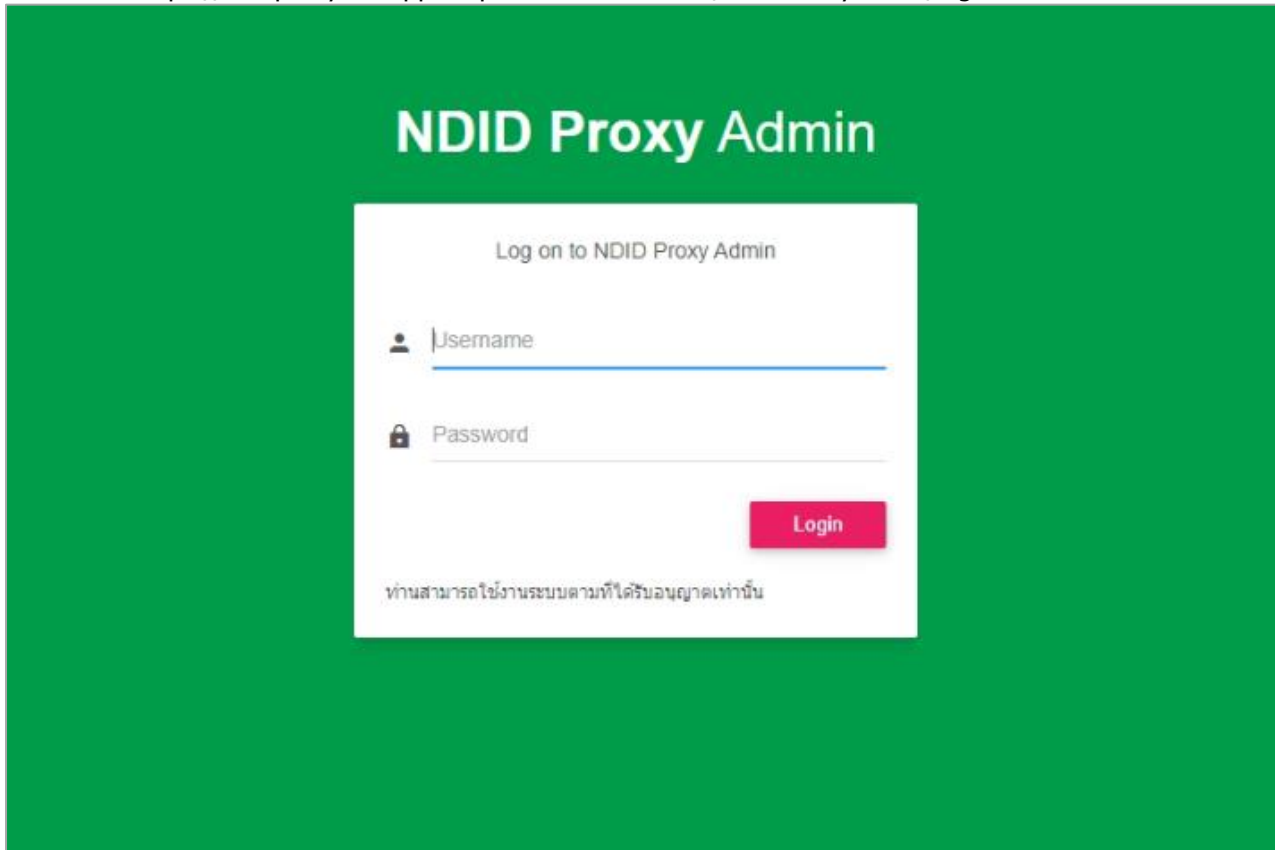 NDID Proxy Admin
Log on to NDID Proxy Admin
Username
Password
Login
ท่านสามารถใช้งานระบบตามที่ได้รับอนุญาตเท่านั้น